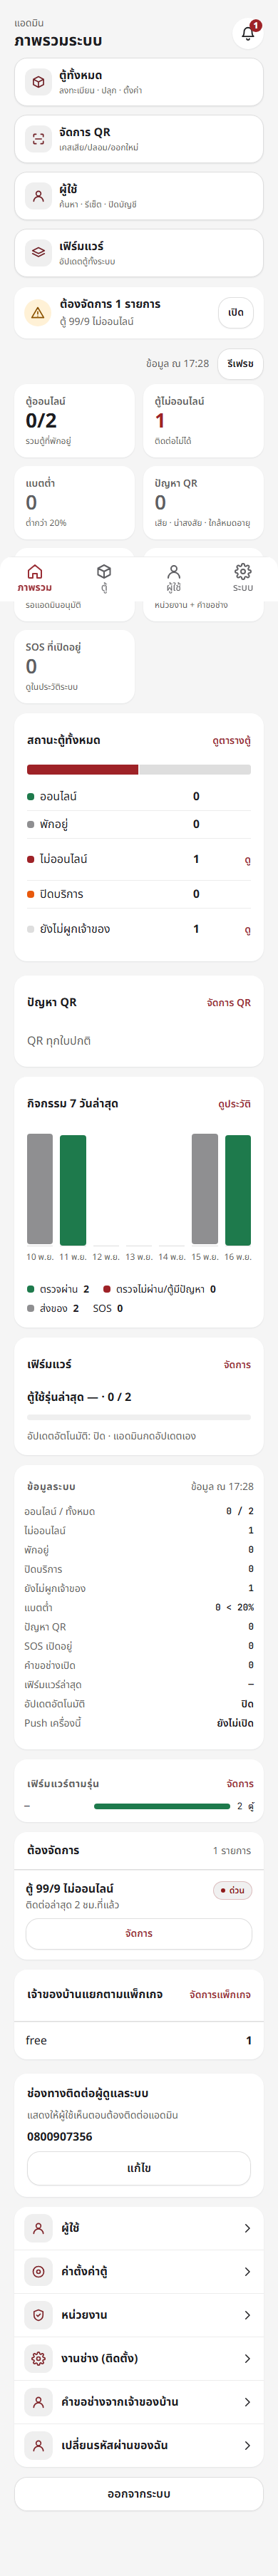 แอดมิน
ภาพรวมระบบ
1
ตู้ทั้งหมด
ลงทะเบียน · ปลุก · ตั้งค่า
จัดการ QR
เคสเสีย/ปลอม/ออกใหม่
ผู้ใช้
ค้นหา · รีเซ็ต · ปิดบัญชี
เฟิร์มแวร์
อัปเดตตู้ทั้งระบบ
ต้องจัดการ 1 รายการ
ตู้ 99/9 ไม่ออนไลน์
เปิด
ข้อมูล ณ 17:28
รีเฟรช
ตู้ออนไลน์
0/2
รวมตู้ที่พักอยู่
ตู้ไม่ออนไลน์
1
ติดต่อไม่ได้
แบตต่ำ
0
ต่ำกว่า 20%
ปัญหา QR
0
เสีย · น่าสงสัย · ใกล้หมดอายุ
ภาพรวม
ตู้
ผู้ใช้
ระบบ
รอแอดมินอนุมัติ
หน่วยงาน + คำขอช่าง
SOS ที่เปิดอยู่
0
ดูในประวัติระบบ
สถานะตู้ทั้งหมด
ดูตารางตู้
ออนไลน์ 0
พักอยู่ 0
ไม่ออนไลน์ 1 ดู
ปิดบริการ 0
ยังไม่ผูกเจ้าของ 1 ดู
ปัญหา QR
จัดการ QR
QR ทุกใบปกติ
กิจกรรม 7 วันล่าสุด
ดูประวัติ
10 พ.ย. 11 พ.ย. 12 พ.ย. 13 พ.ย. 14 พ.ย. 15 พ.ย. 16 พ.ย.
ตรวจผ่าน 2 ตรวจไม่ผ่าน/ตู้มีปัญหา 0
ส่งของ 2 SOS 0
เฟิร์มแวร์
จัดการ
ตู้ใช้รุ่นล่าสุด — · 0 / 2
อัปเดตอัตโนมัติ: ปิด · แอดมินกดอัปเดตเอง
ข้อมูลระบบ
ข้อมูล ณ 17:28
ออนไลน์ / ทั้งหมด 0 / 2
ไม่ออนไลน์ 1
พักอยู่ 0
ปิดบริการ 0
ยังไม่ผูกเจ้าของ 1
แบตต่ำ 0 < 20%
ปัญหา QR 0
SOS เปิดอยู่ 0
คำขอช่างเปิด 0
เฟิร์มแวร์ล่าสุด —
อัปเดตอัตโนมัติ ปิด
Push เครื่องนี้ ยังไม่เปิด
เฟิร์มแวร์ตามรุ่น
จัดการ
— 2 ตู้
ต้องจัดการ
1 รายการ
ตู้ 99/9 ไม่ออนไลน์
ด่วน
ติดต่อล่าสุด 2 ชม.ที่แล้ว
จัดการ
เจ้าของบ้านแยกตามแพ็กเกจ
จัดการแพ็กเกจ
free 1
ช่องทางติดต่อผู้ดูแลระบบ
แสดงให้ผู้ใช้เห็นตอนต้องติดต่อแอดมิน
0800907356
แก้ไข
ผู้ใช้
ค่าตั้งค่าตู้
หน่วยงาน
งานช่าง (ติดตั้ง)
คำขอช่างจากเจ้าของบ้าน
เปลี่ยนรหัสผ่านของฉัน
ออกจากระบบ